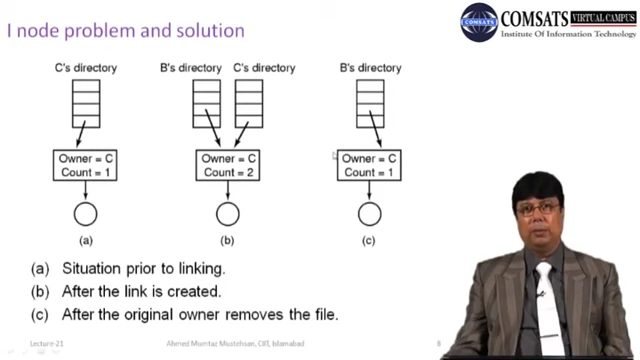 I node problem and solution
COMSATS VIRTUAL CAMPUS
Institute Of Information Technology
C's directory
B's directory C's directory
B's directory
Owner = C
Count = 1
Owner = C
Count = 2
Owner = C
Count = 1
(a)
(b)
(c)
(a) Situation prior to linking.
(b) After the link is created.
(c) After the original owner removes the file.
Lecture-21
Ahmed Mumtaz Mustehsan, CIIT, Islamabad
8